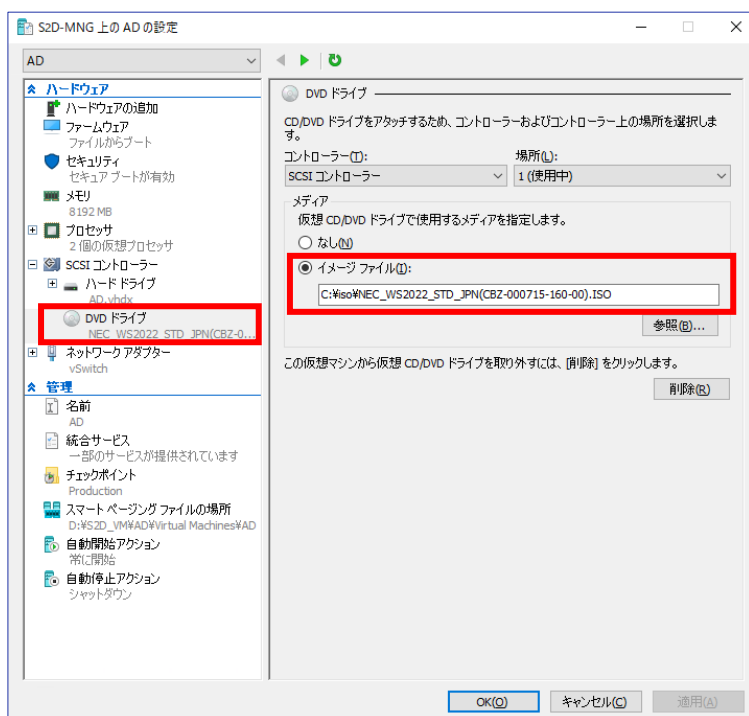 S2D-MNG 上の AD の設定
AD
ハードウェア
ハードウェアの追加
ファームウェア
ファイルからブート
セキュリティ
セキュア ブートが有効
メモリ
8192 MB
プロセッサ
2 個の仮想プロセッサ
SCSI コントローラー
ハード ドライブ
AD.vhdx
DVD ドライブ
NEC_WS2022_STD_JPN(CBZ-0...
ネットワーク アダプター
vSwitch
管理
名前
AD
統合サービス
一部のサービスが提供されています
チェックポイント
Production
スマート ページング ファイルの場所
D:¥S2D_VM¥AD¥Virtual Machines¥AD
自動開始アクション
常に開始
自動停止アクション
シャットダウン
DVD ドライブ
CD/DVD ドライブをアタッチするため、コントローラーおよびコントローラー上の場所を選択しま
す。
コントローラー(T): 場所(L):
SCSI コントローラー 1 (使用中)
メディア
仮想 CD/DVD ドライブで使用するメディアを指定します。
なし(N)
イメージ ファイル(I):
C:¥iso¥NEC_WS2022_STD_JPN(CBZ-000715-160-00).ISO
参照(B)...
この仮想マシンから仮想 CD/DVD ドライブを取り外すには、[削除] をクリックします。
削除(R)
OK(O) キャンセル(C) 適用(A)